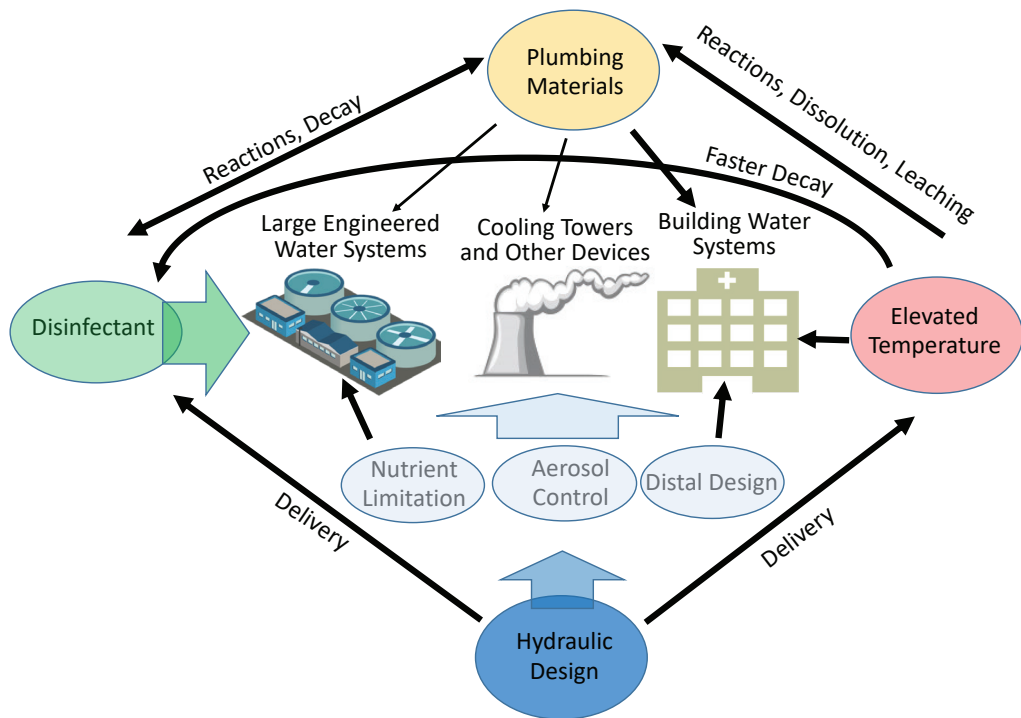 Plumbing
Materials
Reactions, Decay
Reactions, Dissolution, Leaching
Faster Decay
Large Engineered
Water Systems
Cooling Towers
and Other Devices
Building Water
Systems
Disinfectant
Elevated
Temperature
Nutrient
Limitation
Aerosol
Control
Distal Design
Delivery
Delivery
Hydraulic
Design